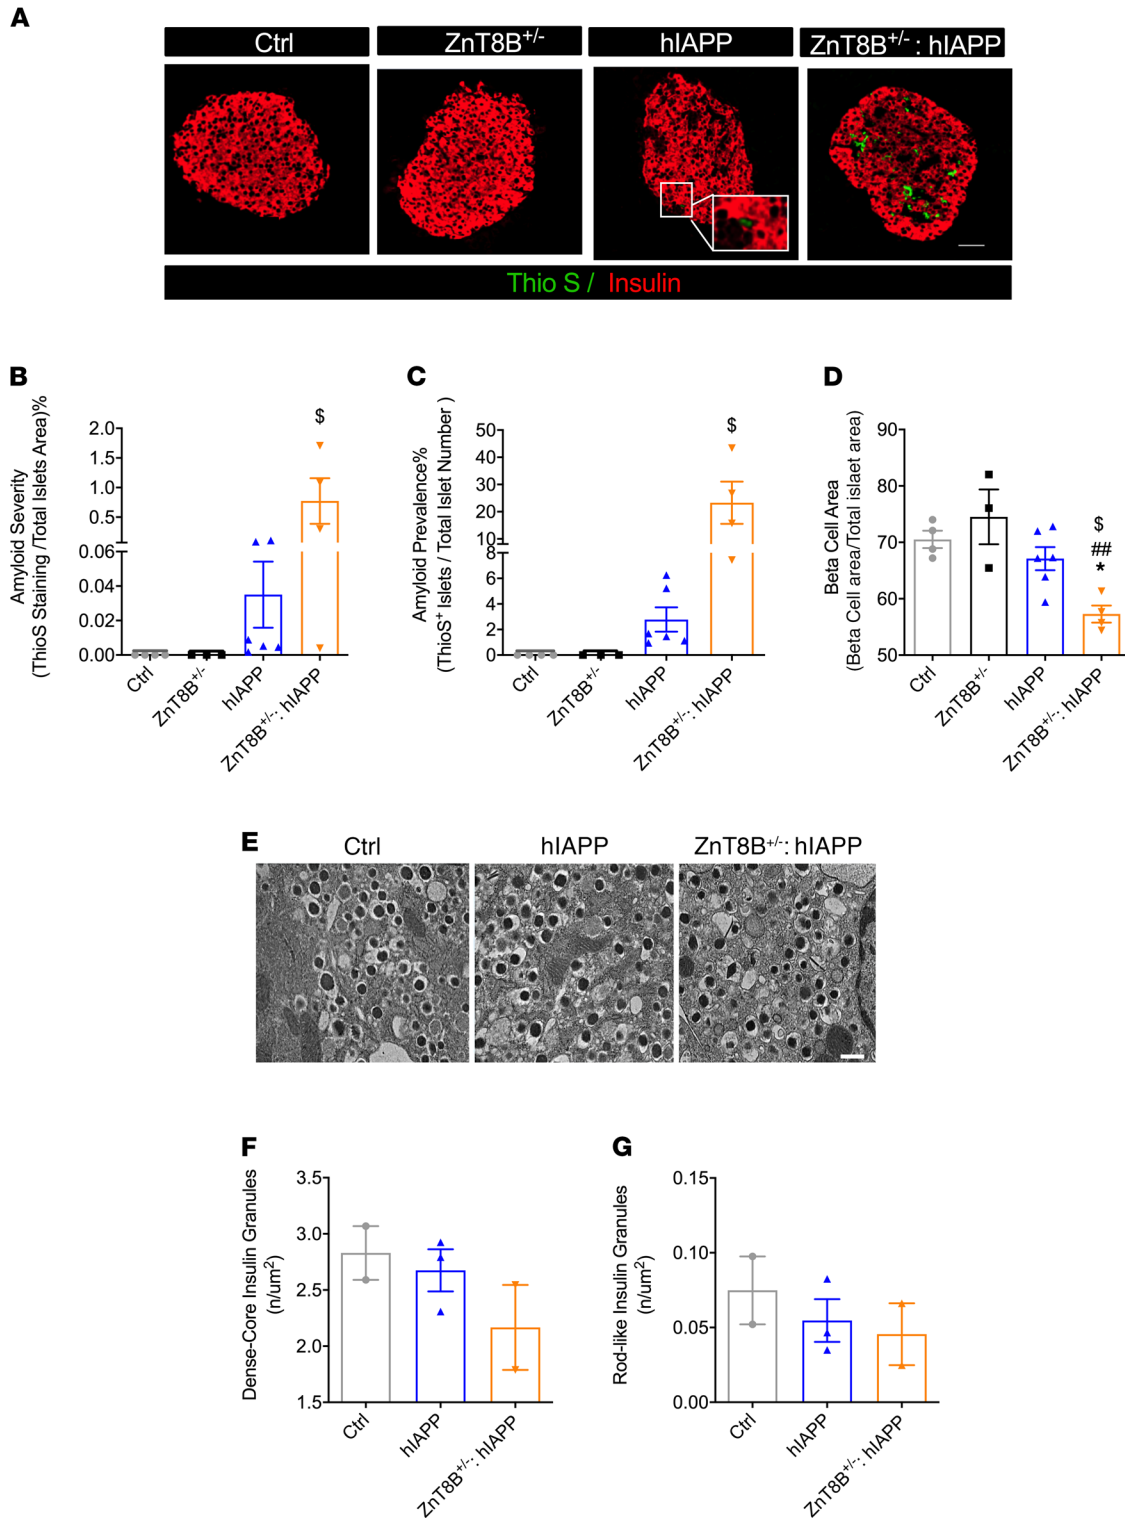 A
Ctrl
ZnT8B+/-
hIAPP
ZnT8B+/- : hIAPP
Thio S / Insulin
B
Amyloid Severity
(ThioS Staining /Total Islets Area)%
2.0
1.5
1.0
0.5
0.06
0.04
0.02
0.00
$
Ctrl
ZnT8B+/-
hIAPP
ZnT8B+/-: hIAPP
C
Amyloid Prevalence%
(ThioS+ Islets / Total Islet Number )
50
40
30
20
10
8
6
4
2
0
$
Ctrl
ZnT8B+/-
hIAPP
ZnT8B+/-: hIAPP
D
Beta Cell Area
(Beta Cell area/Total islaet area)
90
80
70
60
50
$
##
*
Ctrl
ZnT8B+/-
hIAPP
ZnT8B+/-: hIAPP
E
Ctrl
hIAPP
ZnT8B+/-: hIAPP
F
Dense-Core Insulin Granules
(n/um2)
3.5
3.0
2.5
2.0
1.5
Ctrl
hIAPP
ZnT8B+/-: hIAPP
G
Rod-like Insulin Granules
(n/um2)
0.15
0.10
0.05
0.00
Ctrl
hIAPP
ZnT8B+/-: hIAPP